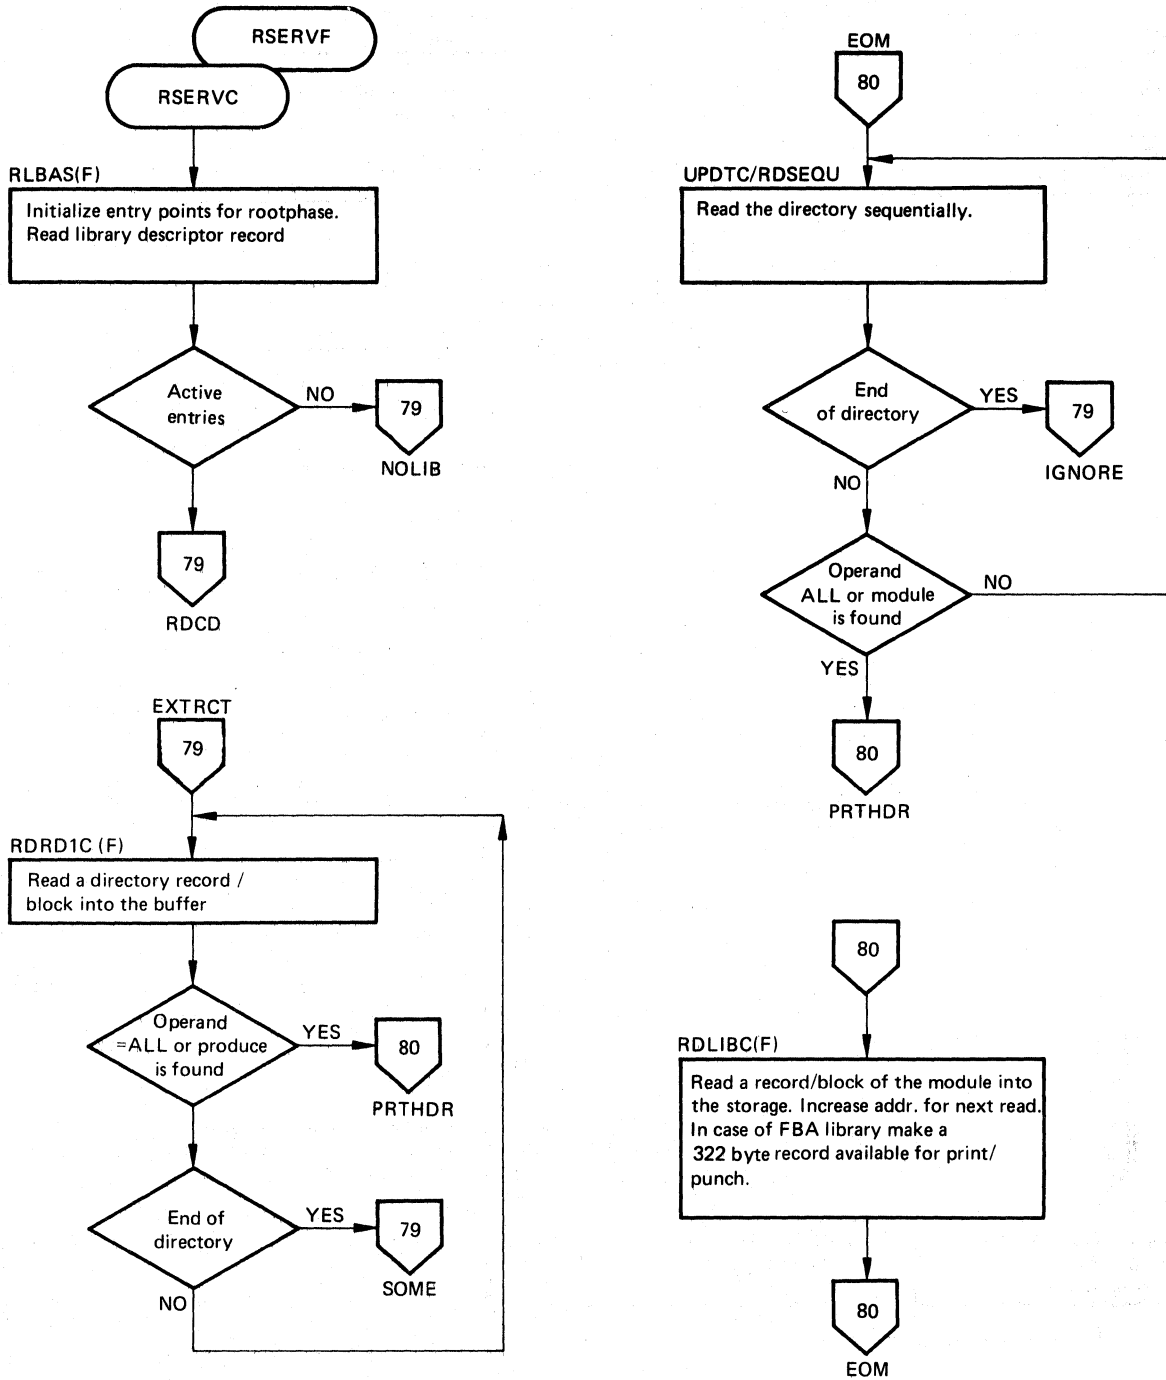 RSERVF
RSERVC
RLBAS(F)
Initialize entry points for rootphase.
Read library descriptor record
Active
entries
NO
79
NOLIB
79
RDCD
EXTRCT
79
RDRD1C (F)
Read a directory record /
block into the buffer
Operand
=ALL or produce
is found
YES
80
PRTHDR
End of
directory
YES
79
SOME
NO
EOM
80
UPDTC/RDSEQU
Read the directory sequentially.
End
of directory
YES
79
IGNORE
NO
Operand
ALL or module
is found
NO
YES
80
PRTHDR
80
RDLIBC(F)
Read a record/block of the module into
the storage. Increase addr. for next read.
In case of FBA library make a
322 byte record available for print/
punch.
80
EOM